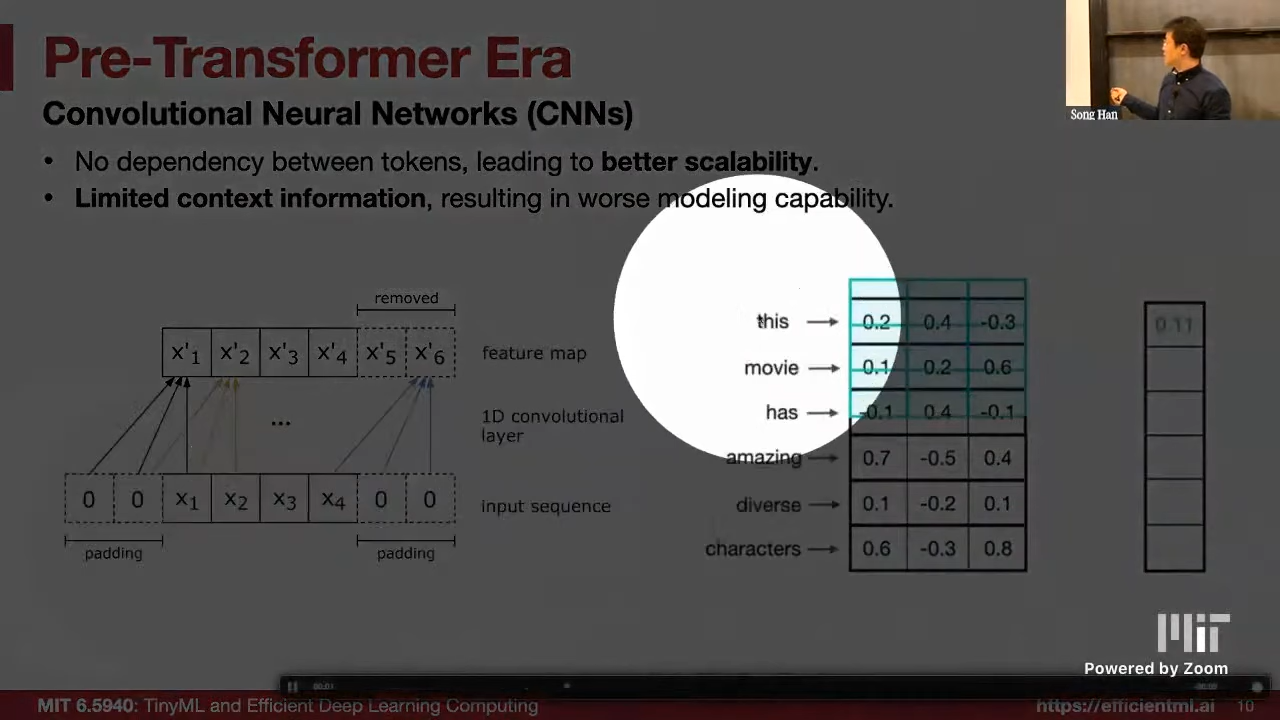 Pre-Transformer Era
Song Han
Convolutional Neural Networks (CNNs)
• No dependency between tokens, leading to better scalability.
• Limited context information, resulting in worse modeling capability.
removed
x'1 x'2 x'3 x'4 x'5 x'6
feature map
...
1D convolutional
layer
0 0 x1 x2 x3 x4 0 0
input sequence
padding
padding
this 0.2 0.4 -0.3
movie 0.1 0.2 0.6
has -0.1 0.4 -0.1
amazing 0.7 -0.5 0.4
diverse 0.1 -0.2 0.1
characters 0.6 -0.3 0.8
0.11
MIT
Powered by Zoom
00:01
-00:00
MIT 6.5940: TinyML and Efficient Deep Learning Computing
https://efficientml.ai
10